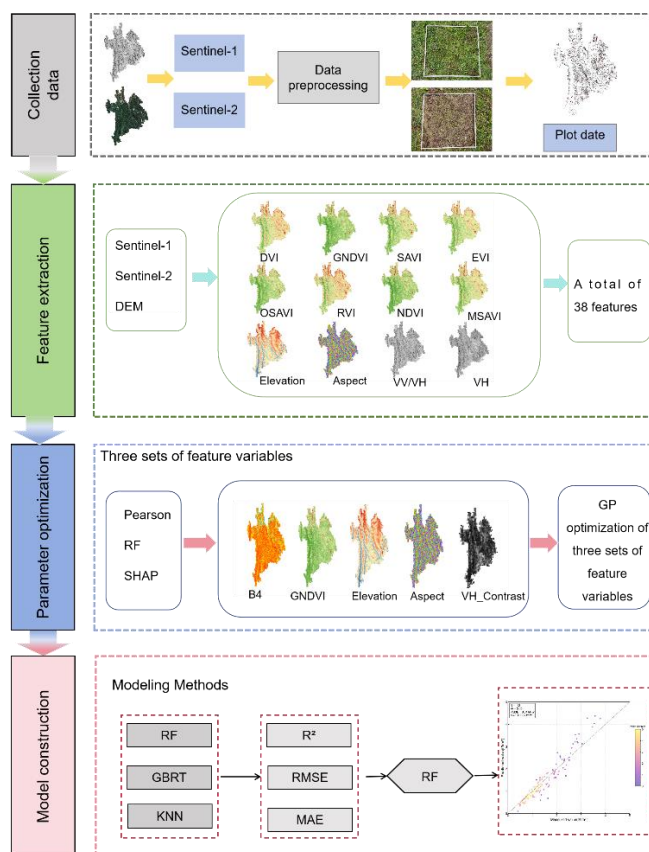 Collection data
Sentinel-1
Sentinel-2
Data
preprocessing
Plot date
Feature extraction
Sentinel-1
Sentinel-2
DEM
DVI
GNDVI
SAVI
EVI
OSAVI
RVI
NDVI
MSAVI
Elevation
Aspect
VV/VH
VH
A total of
38 features
Parameter optimization
Three sets of feature variables
Pearson
RF
SHAP
B4
GNDVI
Elevation
Aspect
VH_Contrast
GP
optimization of
three sets of
feature
variables
Model construction
Modeling Methods
RF
GBRT
KNN
R²
RMSE
MAE
RF